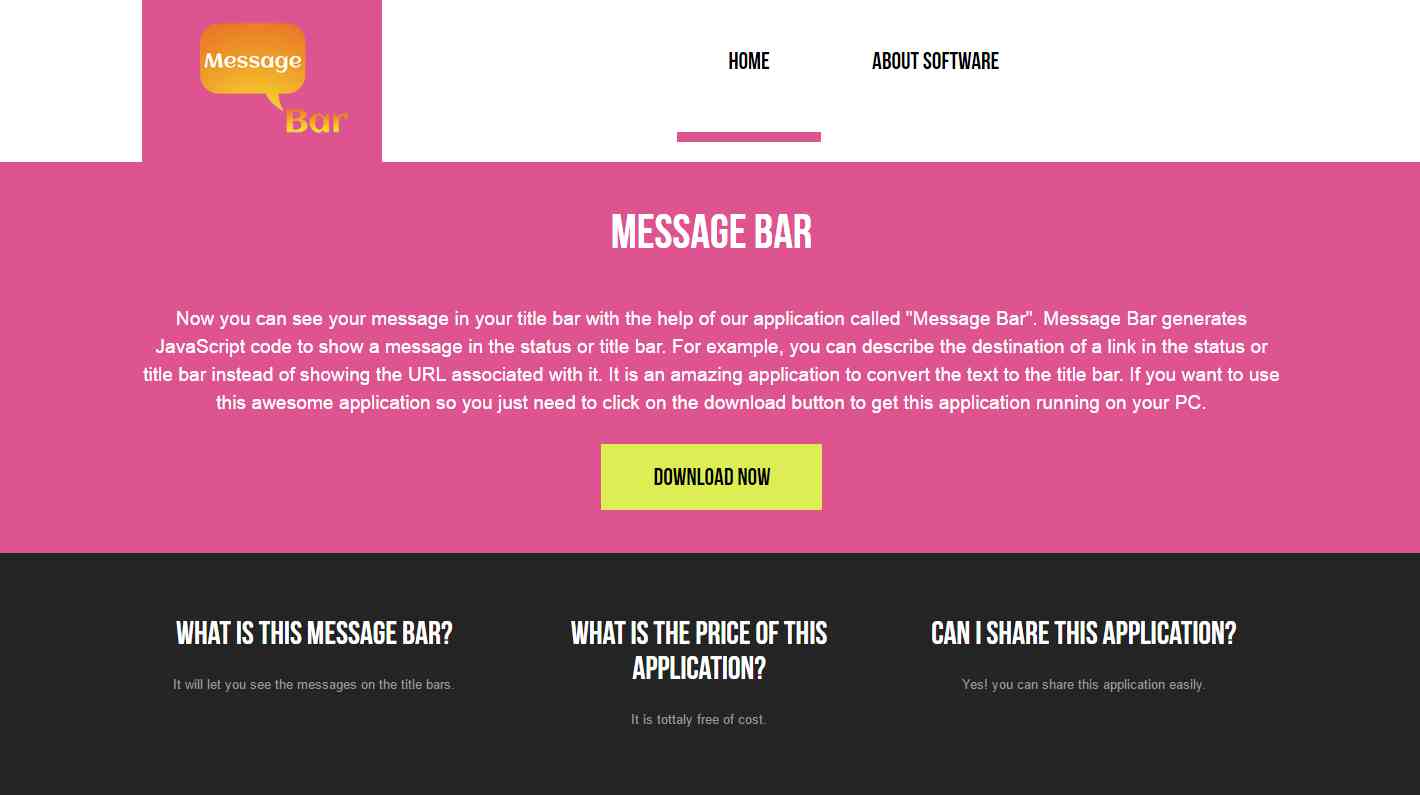 Message
Bar
HOME
ABOUT SOFTWARE
MESSAGE BAR
Now you can see your message in your title bar with the help of our application called "Message Bar". Message Bar generates
JavaScript code to show a message in the status or title bar. For example, you can describe the destination of a link in the status or
title bar instead of showing the URL associated with it. It is an amazing application to convert the text to the title bar. If you want to use
this awesome application so you just need to click on the download button to get this application running on your PC.
DOWNLOAD NOW
WHAT IS THIS MESSAGE BAR?
It will let you see the messages on the title bars.
WHAT IS THE PRICE OF THIS
APPLICATION?
It is tottaly free of cost.
CAN I SHARE THIS APPLICATION?
Yes! you can share this application easily.